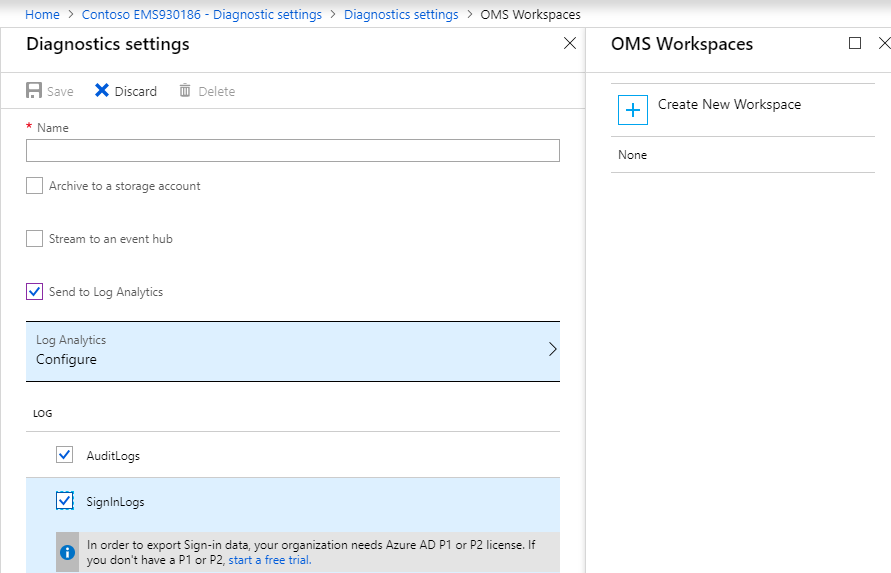 Home > Contoso EMS930186 - Diagnostic settings > Diagnostics settings > OMS Workspaces
Diagnostics settings
Save Discard Delete
* Name
Archive to a storage account
Stream to an event hub
Send to Log Analytics
Log Analytics
Configure
LOG
AuditLogs
SignInLogs
In order to export Sign-in data, your organization needs Azure AD P1 or P2 license. If
you don't have a P1 or P2, start a free trial.
OMS Workspaces
Create New Workspace
None